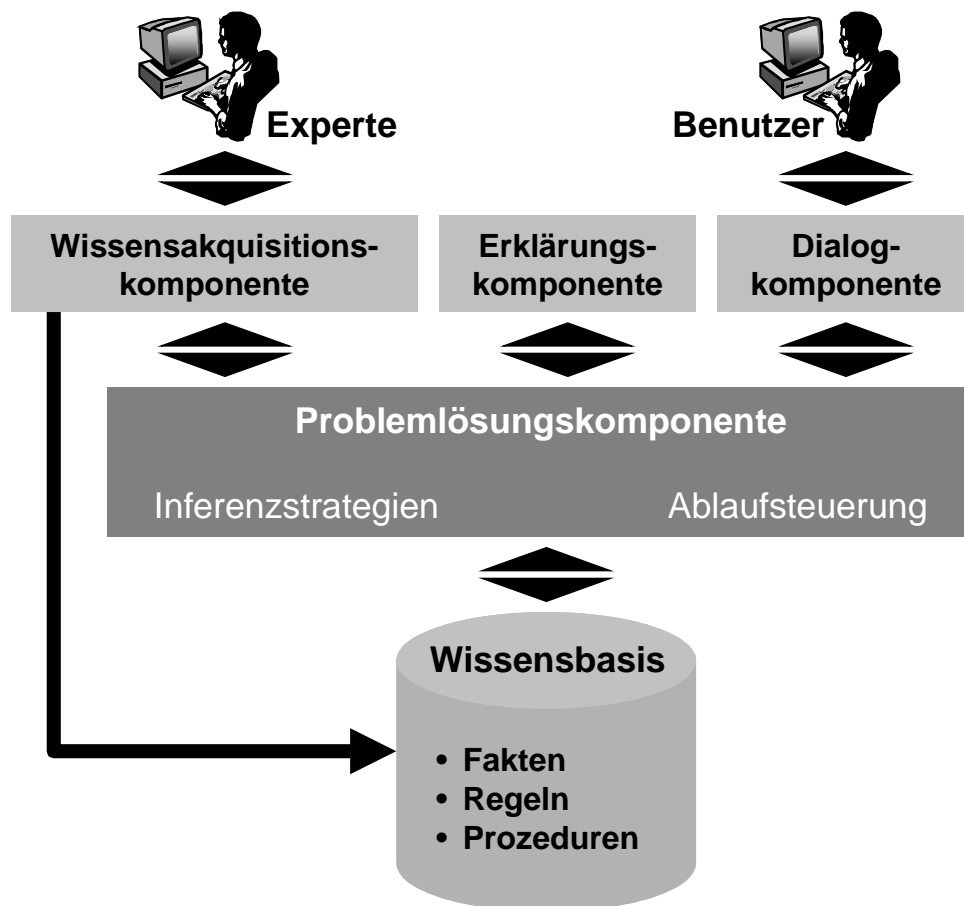 Experte
Benutzer
Wissensakquisitions-
komponente
Erklärungs-
komponente
Dialog-
komponente
Problemlösungskomponente
Inferenzstrategien
Ablaufsteuerung
Wissensbasis
• Fakten
• Regeln
• Prozeduren